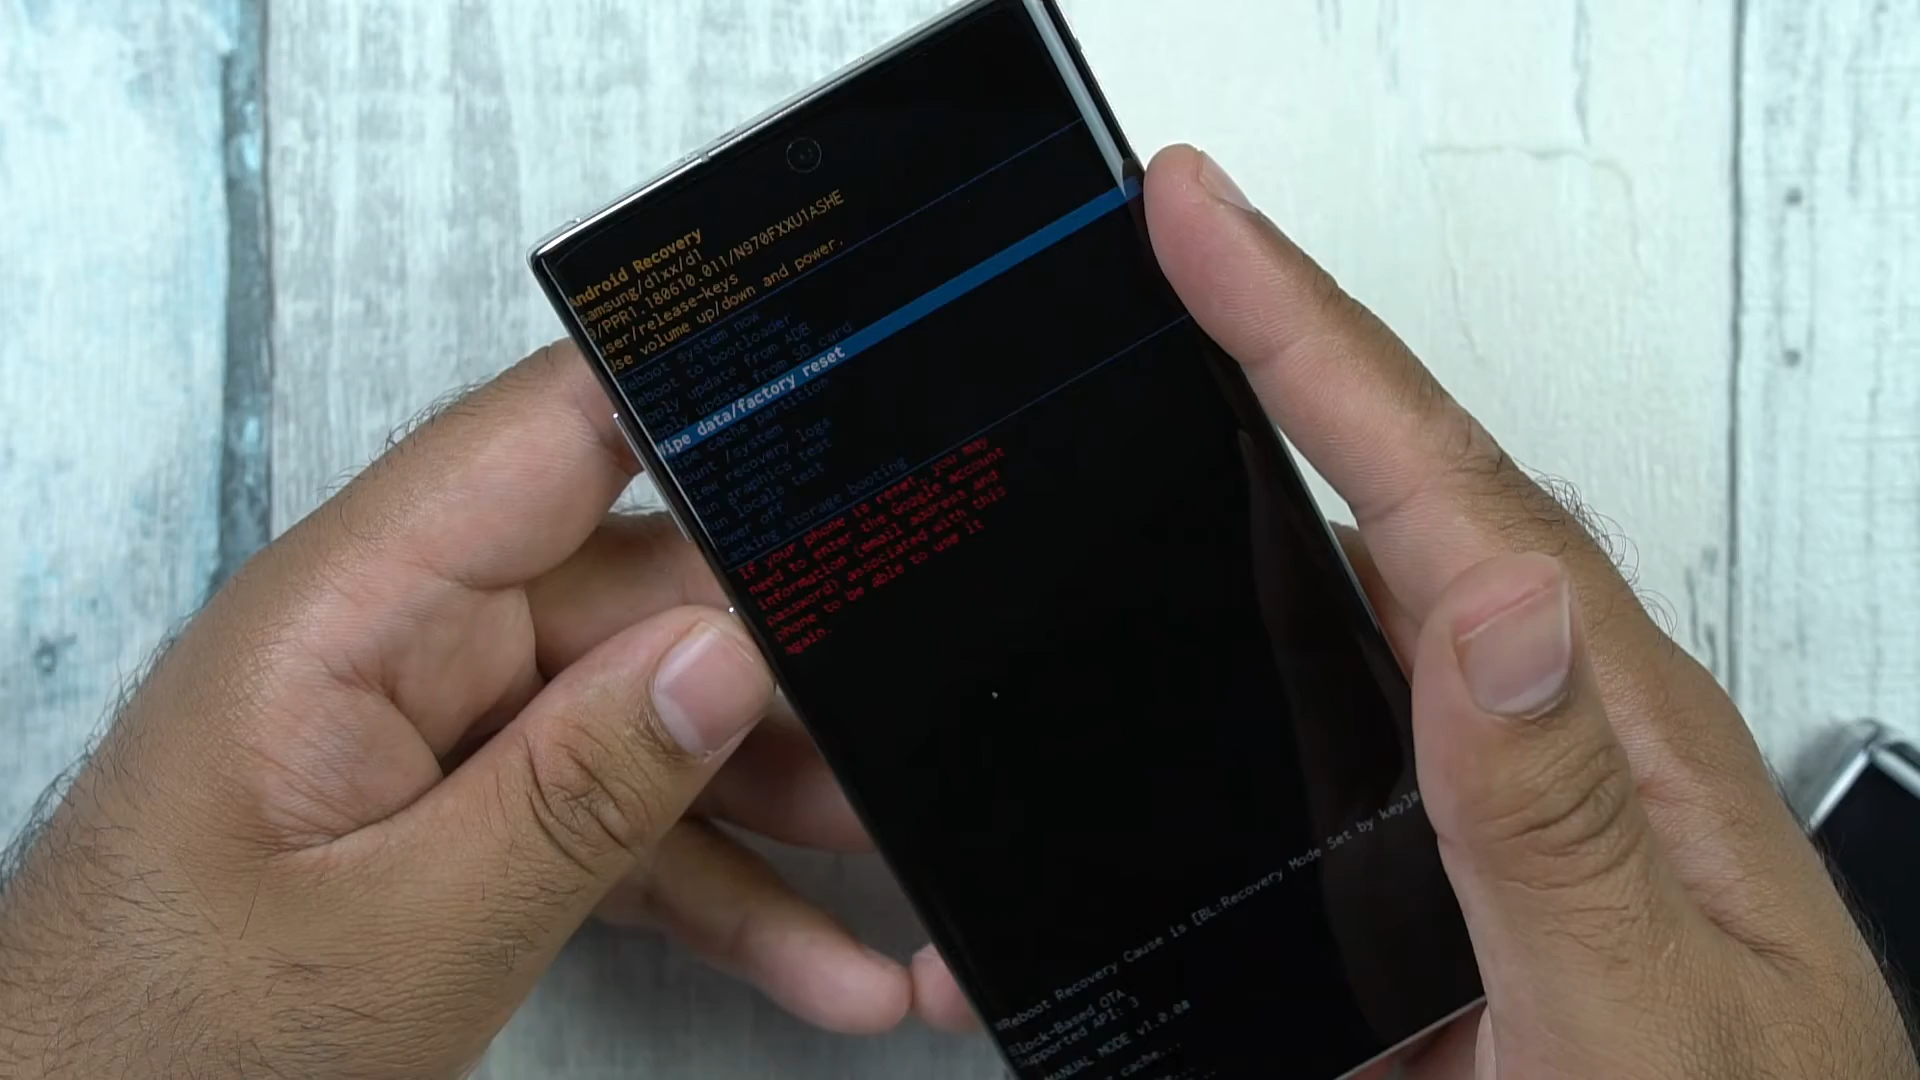 Android Recovery
samsung/d1xx/d1
9/PPR1.180610.011/N970FXXU1ASHE
user/release-keys
Use volume up/down and power.
Reboot system now
Reboot to bootloader
Apply update from ADB
Apply update from SD card
Wipe data/factory reset
Wipe cache partition
Mount /system
View recovery logs
Run graphics test
Run locale test
Power off
Lacking storage booting
If your phone is reset, you may
need to enter the Google account
information (email address and
password) associated with this
phone to be able to use it
again.
#Reboot Recovery Cause is [BL:Recovery Mode Set by key]#
Block-Based OTA
Supported API: 3
MANUAL MODE v1.0.0#
cache...